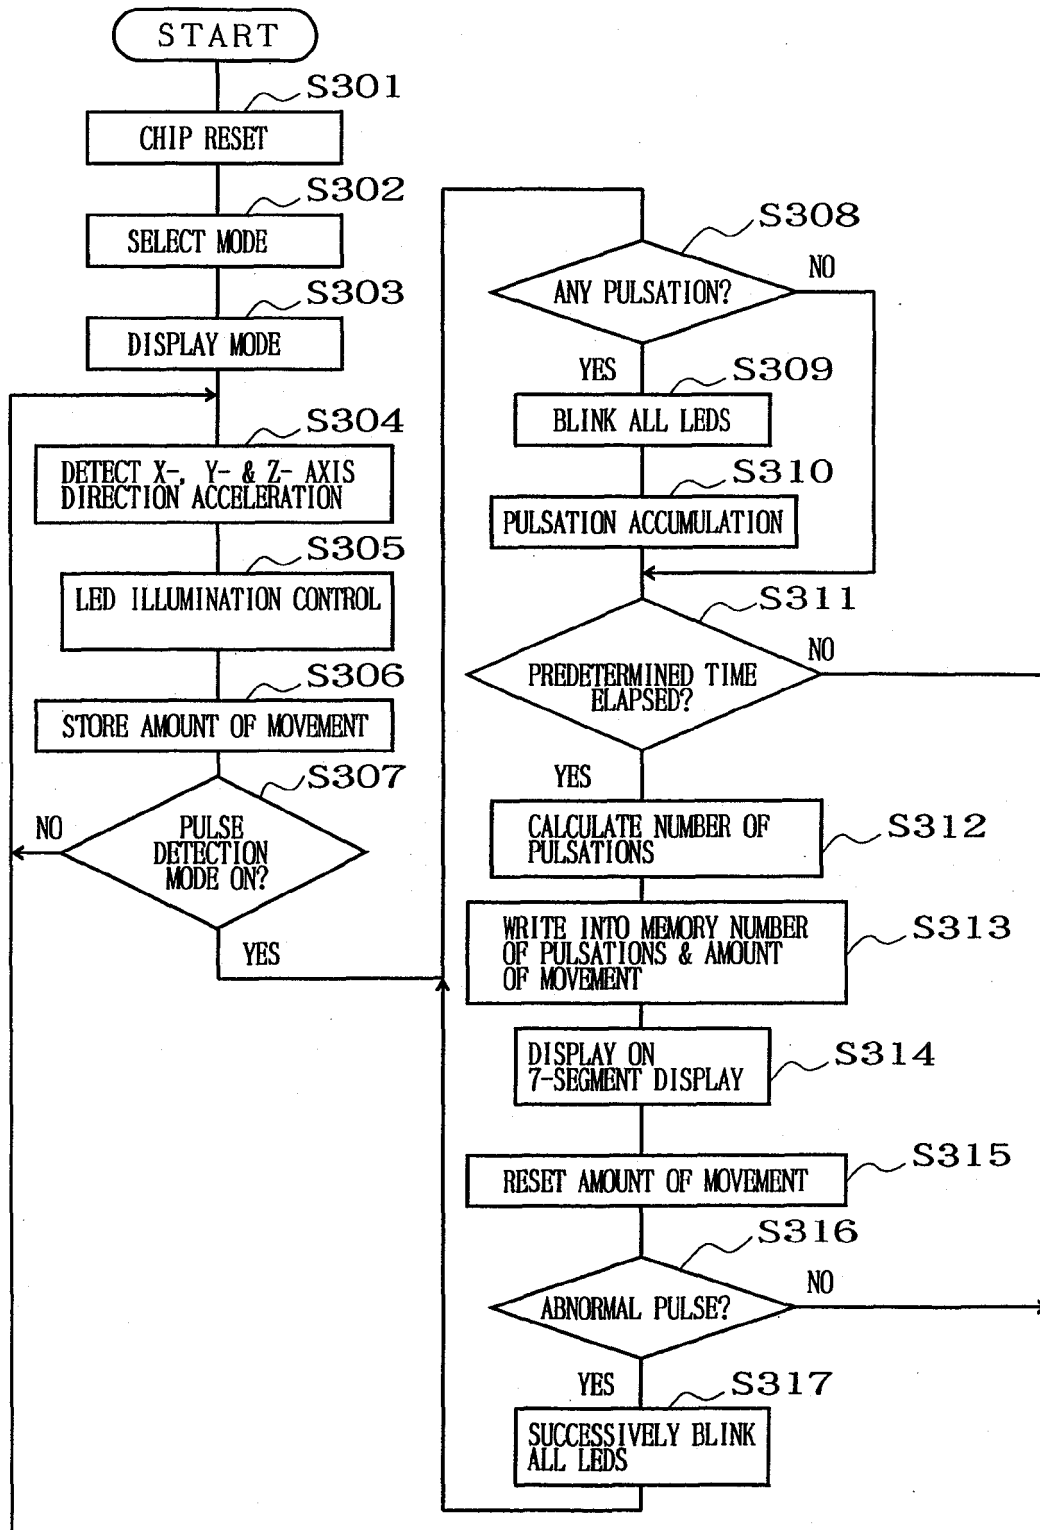 START
S301
CHIP RESET
S302
SELECT MODE
S303
DISPLAY MODE
S304
DETECT X-, Y- & Z- AXIS
DIRECTION ACCELERATION
S305
LED ILLUMINATION CONTROL
S306
STORE AMOUNT OF MOVEMENT
S307
NO
PULSE
DETECTION
MODE ON?
YES
S308
NO
ANY PULSATION?
YES
S309
BLINK ALL LEDS
S310
PULSATION ACCUMULATION
S311
NO
PREDETERMINED TIME
ELAPSED?
YES
CALCULATE NUMBER OF
PULSATIONS
S312
WRITE INTO MEMORY NUMBER
OF PULSATIONS & AMOUNT
OF MOVEMENT
S313
DISPLAY ON
7-SEGMENT DISPLAY
S314
S315
RESET AMOUNT OF MOVEMENT
S316
NO
ABNORMAL PULSE?
YES
S317
SUCCESSIVELY BLINK
ALL LEDS